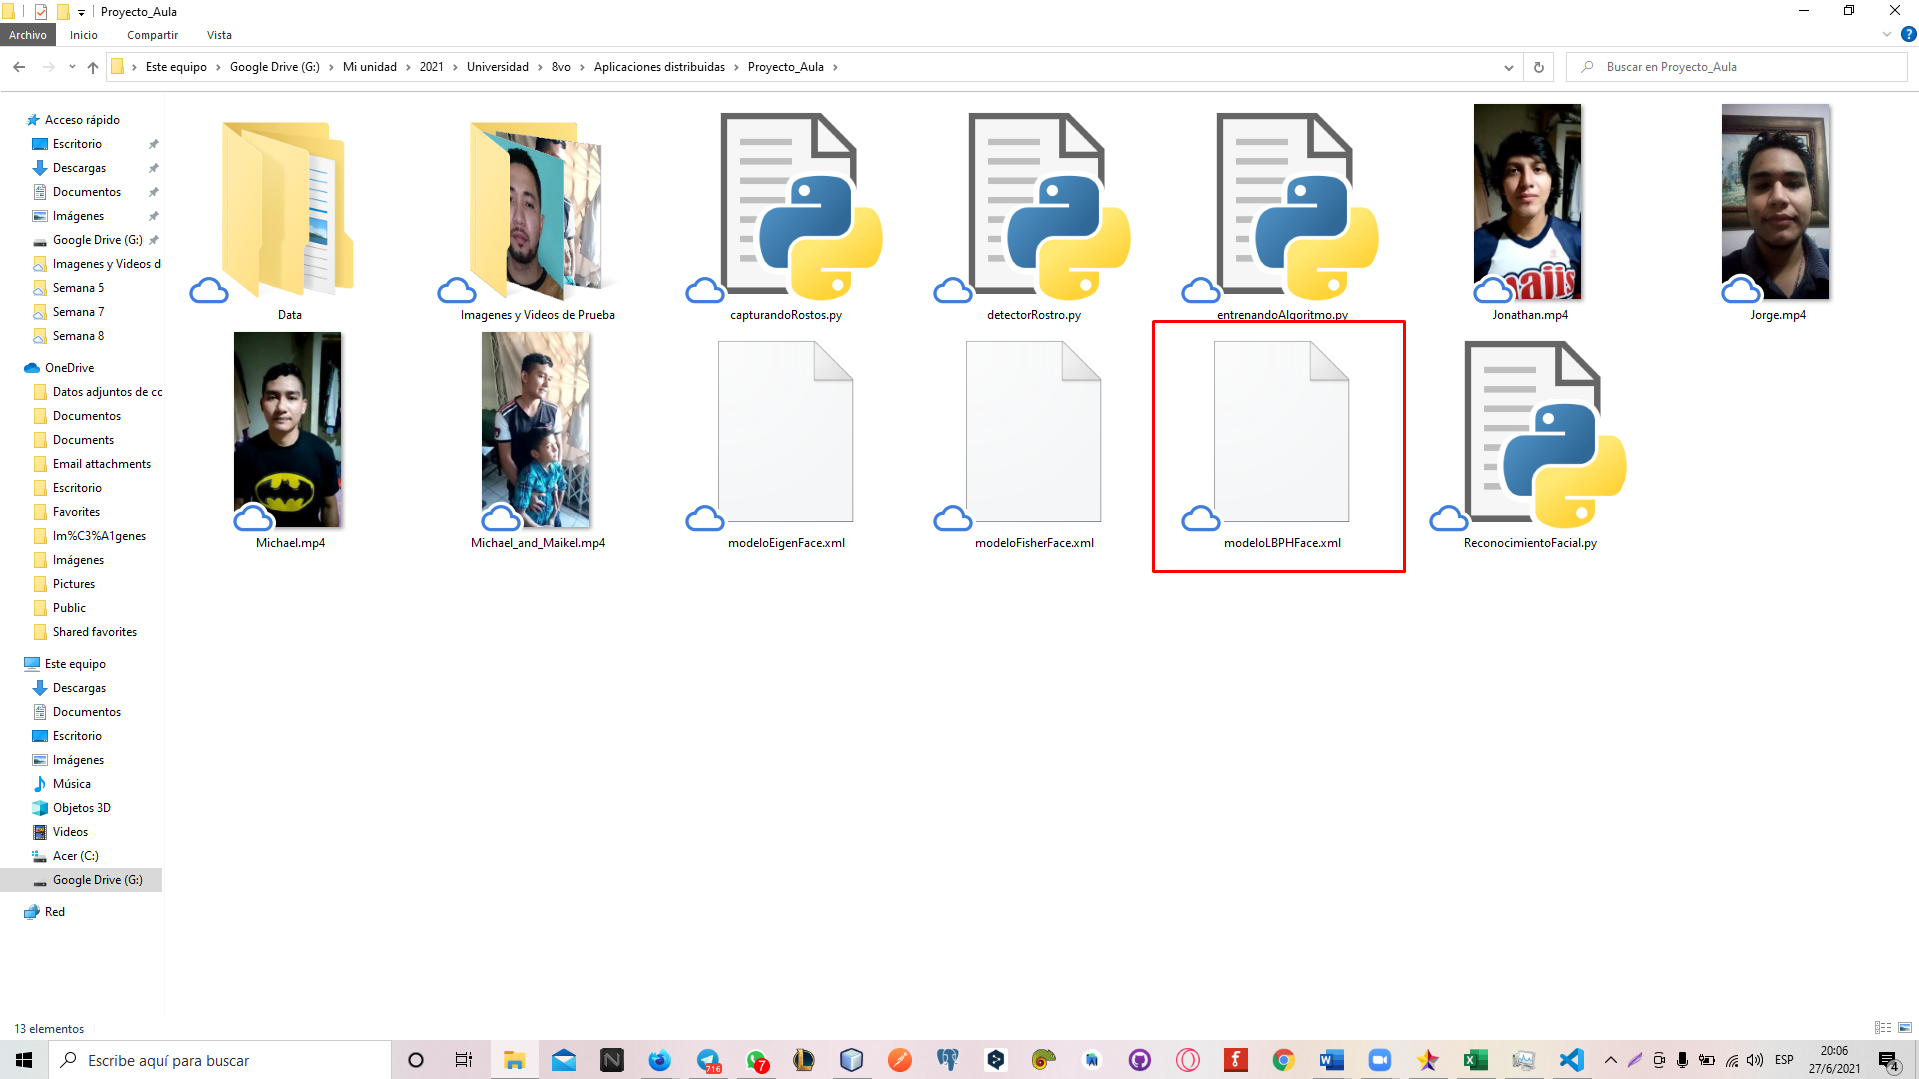 Proyecto_Aula
Archivo Inicio Compartir Vista
Este equipo > Google Drive (G:) > Mi unidad > 2021 > Universidad > 8vo > Aplicaciones distribuidas > Proyecto_Aula >
Buscar en Proyecto_Aula
Acceso rápido
Escritorio
Descargas
Documentos
Imágenes
Google Drive (G:)
Imagenes y Videos d
Semana 5
Semana 7
Semana 8
OneDrive
Datos adjuntos de cc
Documentos
Documents
Email attachments
Escritorio
Favorites
Im%C3%A1genes
Imágenes
Pictures
Public
Shared favorites
Este equipo
Descargas
Documentos
Escritorio
Imágenes
Música
Objetos 3D
Videos
Acer (C:)
Google Drive (G:)
Red
Data
Imagenes y Videos de Prueba
capturandoRostos.py
detectorRostro.py
entrenandoAlgoritmo.py
Jonathan.mp4
Jorge.mp4
Michael.mp4
Michael_and_Maikel.mp4
modeloEigenFace.xml
modeloFisherFace.xml
modeloLBPHFace.xml
ReconocimientoFacial.py
13 elementos
Escribe aquí para buscar
716
7
ESP
20:06
27/6/2021
4